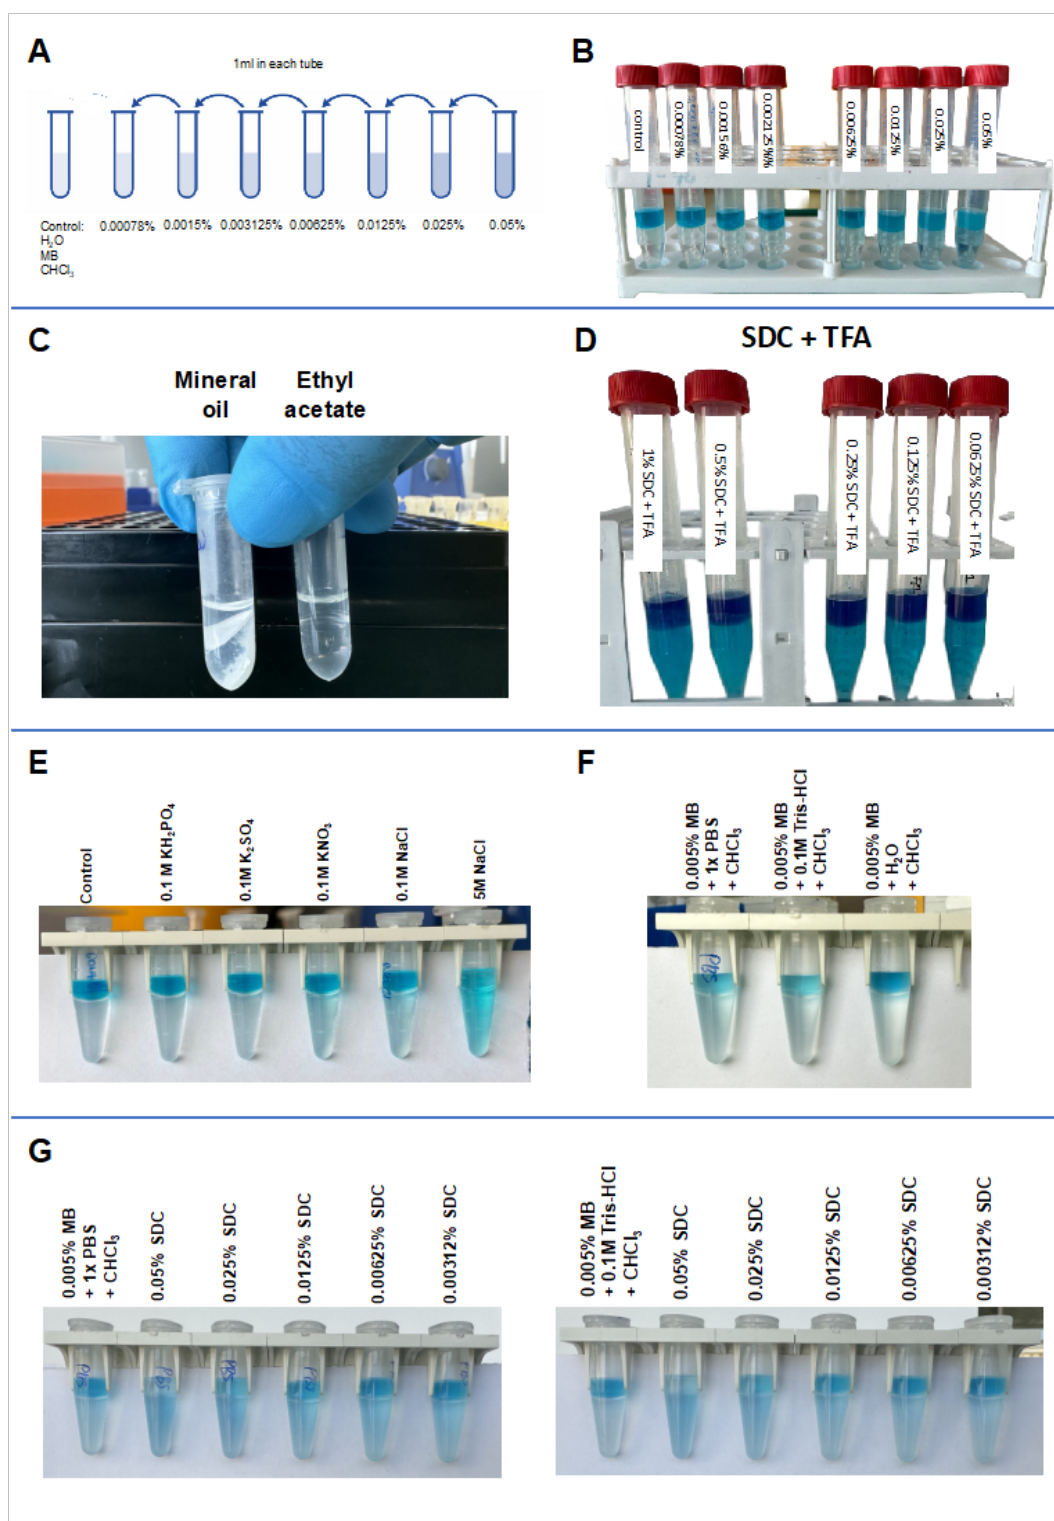 A
1ml in each tube
Control:
H₂O
MB
CHCl₃
0.00078%
0.0015%
0.003125%
0.00625%
0.0125%
0.025%
0.05%
B
control
0.00078%
0.00156%
0.002125%%
0.00625%
0.0125%
0.025%
0.05%
C
Mineral
oil
Ethyl
acetate
D
SDC + TFA
1% SDC + TFA
0.5% SDC + TFA
0.25% SDC + TFA
0.125% SDC + TFA
0.0625% SDC + TFA
E
Control
0.1 M KH₂PO₄
0.1M K₂SO₄
0.1M KNO₃
0.1M NaCl
5M NaCl
F
0.005% MB
+ 1x PBS
+ CHCl₃
0.005% MB
+ 0.1M Tris-HCl
+ CHCl₃
0.005% MB
+ H₂O
+ CHCl₃
PBS
G
0.005% MB
+ 1x PBS
+ CHCl₃
0.05% SDC
0.025% SDC
0.0125% SDC
0.00625% SDC
0.00312% SDC
PBS
PBS
0.005% MB
+ 0.1M Tris-HCl
+ CHCl₃
0.05% SDC
0.025% SDC
0.0125% SDC
0.00625% SDC
0.00312% SDC